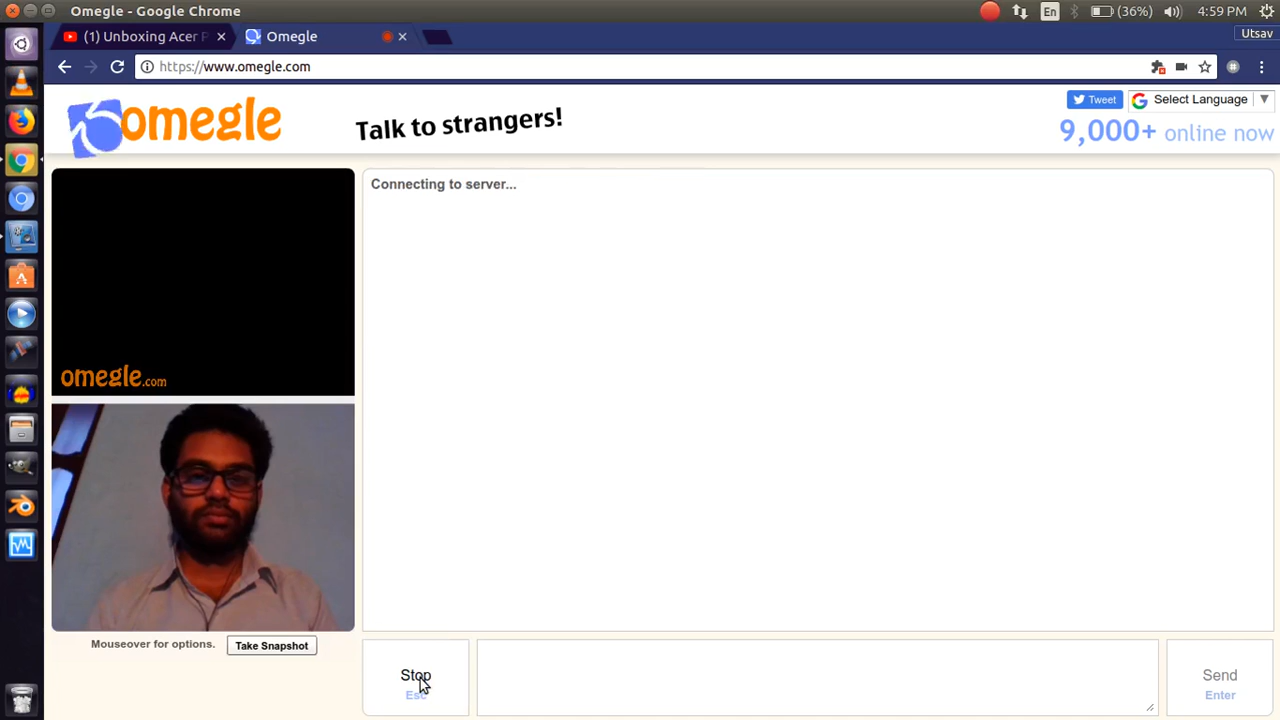 Omegle - Google Chrome
En
(36%)
4:59 PM
(1) Unboxing Acer P
Omegle
Utsav
https://www.omegle.com
omegle
Talk to strangers!
Tweet
Select Language
9,000+ online now
Connecting to server...
omegle.com
Mouseover for options.
Take Snapshot
Stop
Esc
Send
Enter